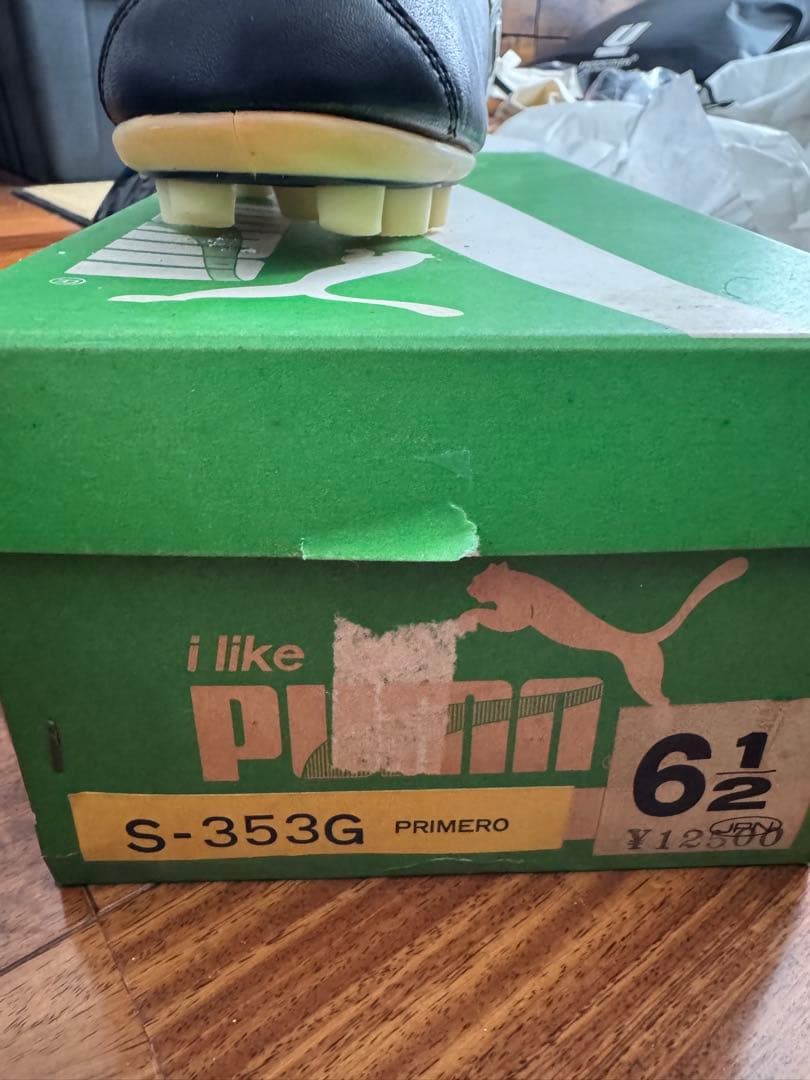 i like
PUMA
S-353G PRIMERO
6 1/2
JPN
¥12500